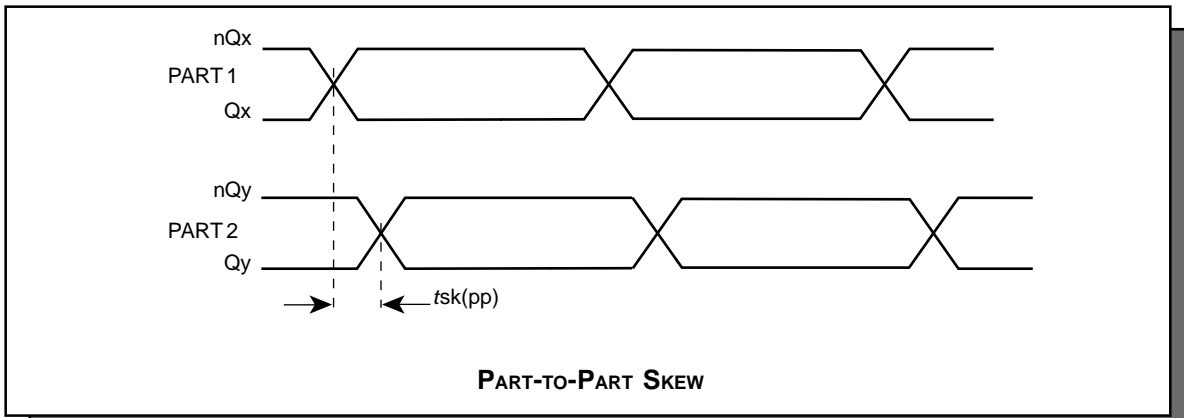 nQx
PART 1
Qx
nQy
PART 2
Qy
tsk(pp)
PART-TO-PART SKEW